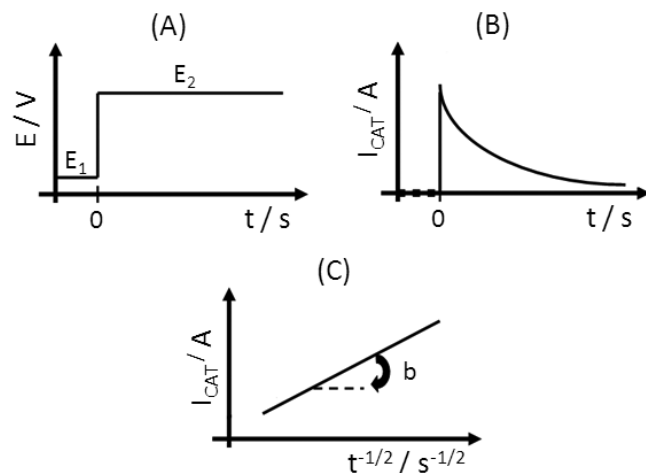 (A)
E / V
E₁
E₂
0
t / s
(B)
I_CAT / A
0
t / s
(C)
I_CAT / A
b
t⁻¹/² / s⁻¹/²